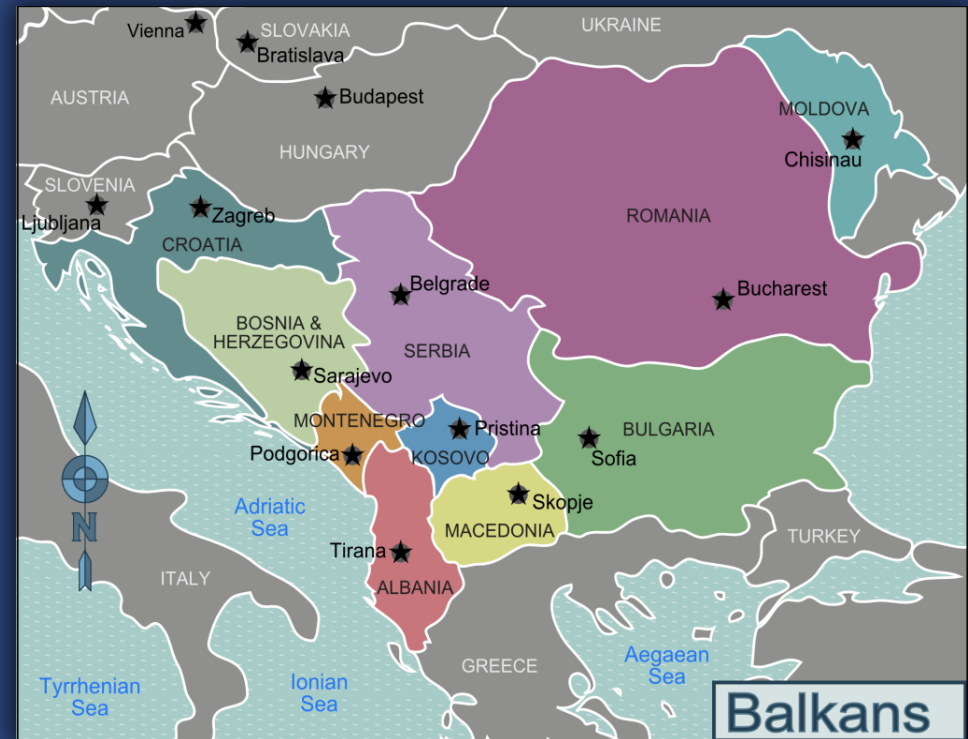 UKRAINE
Vienna
SLOVAKIA
Bratislava
AUSTRIA
Budapest
MOLDOVA
HUNGARY
Chisinau
SLOVENIA
Ljubljana
Zagreb
CROATIA
ROMANIA
Belgrade
Bucharest
BOSNIA &
HERZEGOVINA
SERBIA
Sarajevo
MONTENEGRO
Pristina
BULGARIA
Podgorica
KOSOVO
Sofia
Adriatic
Sea
Skopje
MACEDONIA
N
TURKEY
Tirana
ITALY
ALBANIA
GREECE
Aegaean
Sea
Tyrrhenian
Sea
Ionian
Sea
Balkans